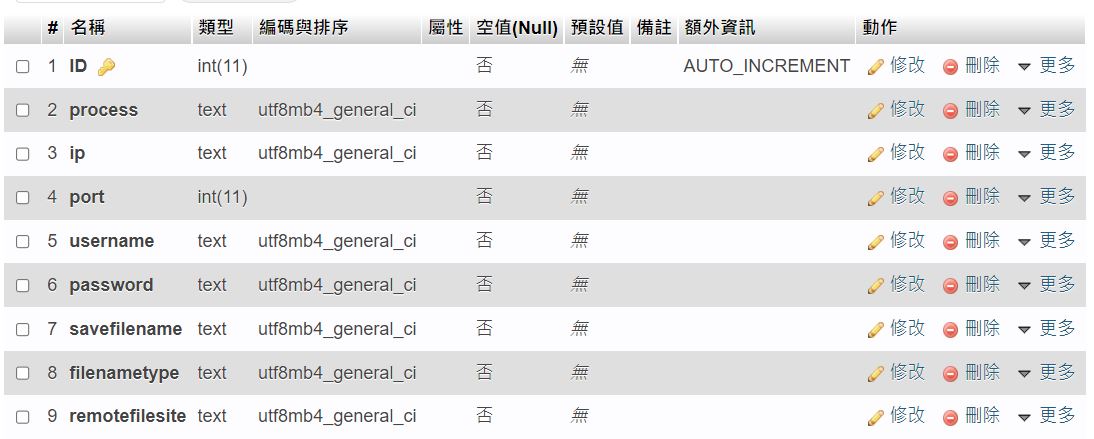 # 名稱 類型 編碼與排序 屬性 空值(Null) 預設值 備註 額外資訊 動作
1 ID int(11) 否 無 AUTO_INCREMENT 修改 刪除 更多
2 process text utf8mb4_general_ci 否 無 修改 刪除 更多
3 ip text utf8mb4_general_ci 否 無 修改 刪除 更多
4 port int(11) 否 無 修改 刪除 更多
5 username text utf8mb4_general_ci 否 無 修改 刪除 更多
6 password text utf8mb4_general_ci 否 無 修改 刪除 更多
7 savefilename text utf8mb4_general_ci 否 無 修改 刪除 更多
8 filenametype text utf8mb4_general_ci 否 無 修改 刪除 更多
9 remotefilesite text utf8mb4_general_ci 否 無 修改 刪除 更多